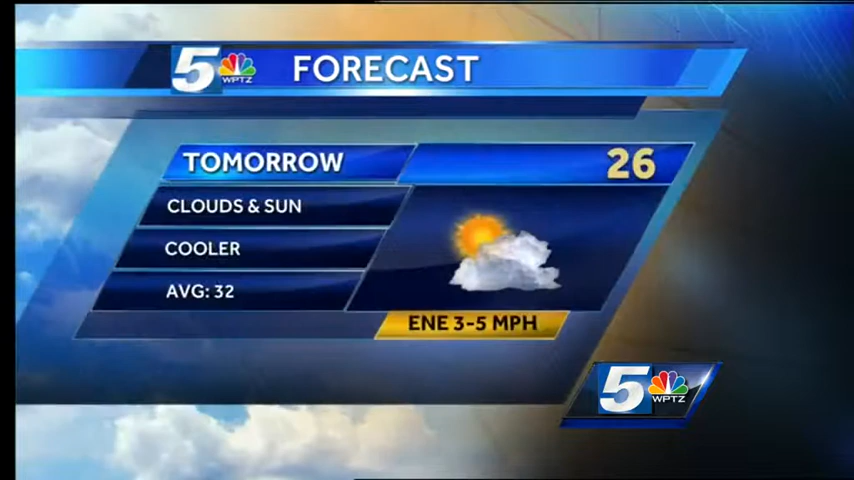 5 WPTZ FORECAST
TOMORROW 26
CLOUDS & SUN
COOLER
AVG: 32
ENE 3-5 MPH
5 WPTZ